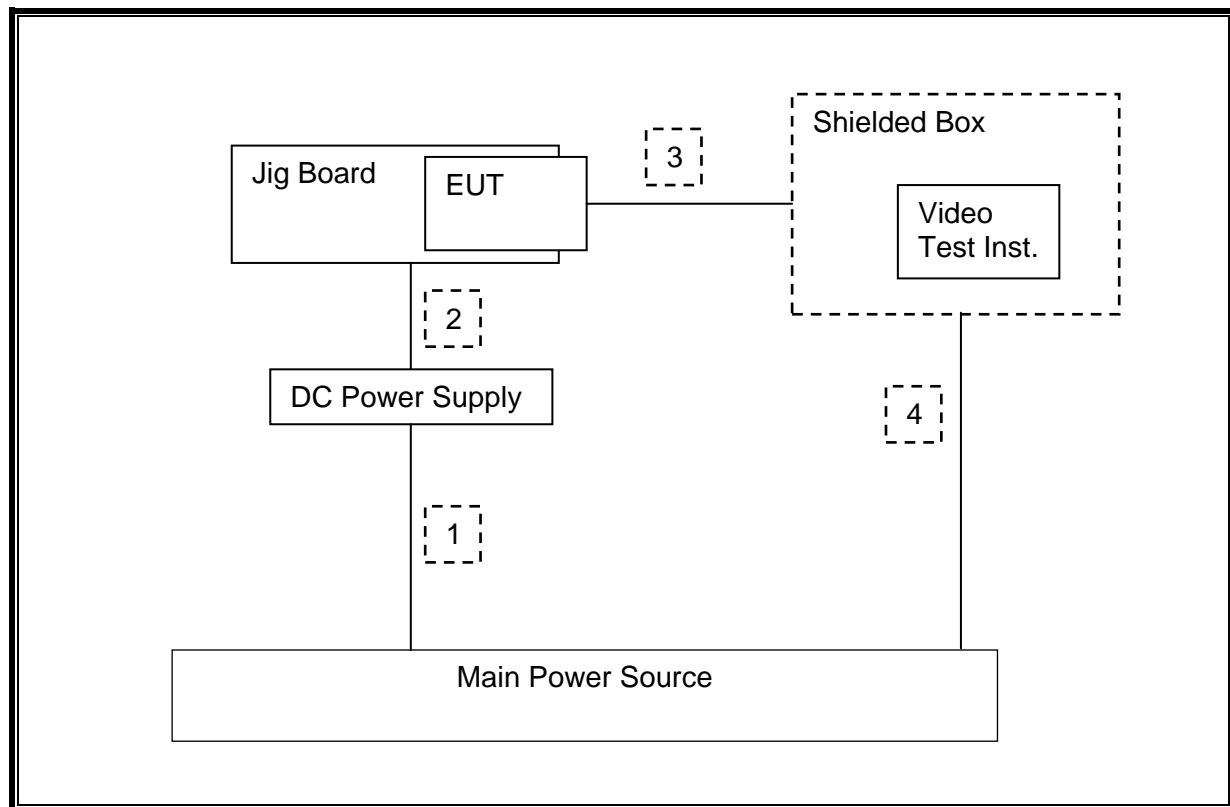 Shielded Box
3
Jig Board
EUT
Video
Test Inst.
2
DC Power Supply
4
1
Main Power Source